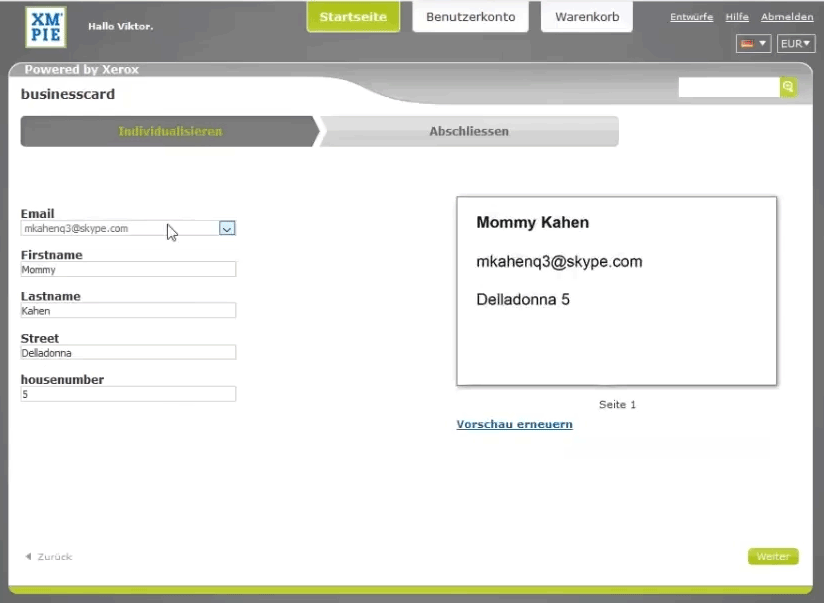 XM
PIE
Hallo Viktor.
Startseite
Benutzerkonto
Warenkorb
Entwürfe
Hilfe
Abmelden
EUR
Powered by Xerox
businesscard
Individualisieren
Abschliessen
Email
mkahenq3@skype.com
Firstname
Mommy
Lastname
Kahen
Street
Delladonna
housenumber
5
Mommy Kahen
mkahenq3@skype.com
Delladonna 5
Seite 1
Vorschau erneuern
Zurück
Weiter